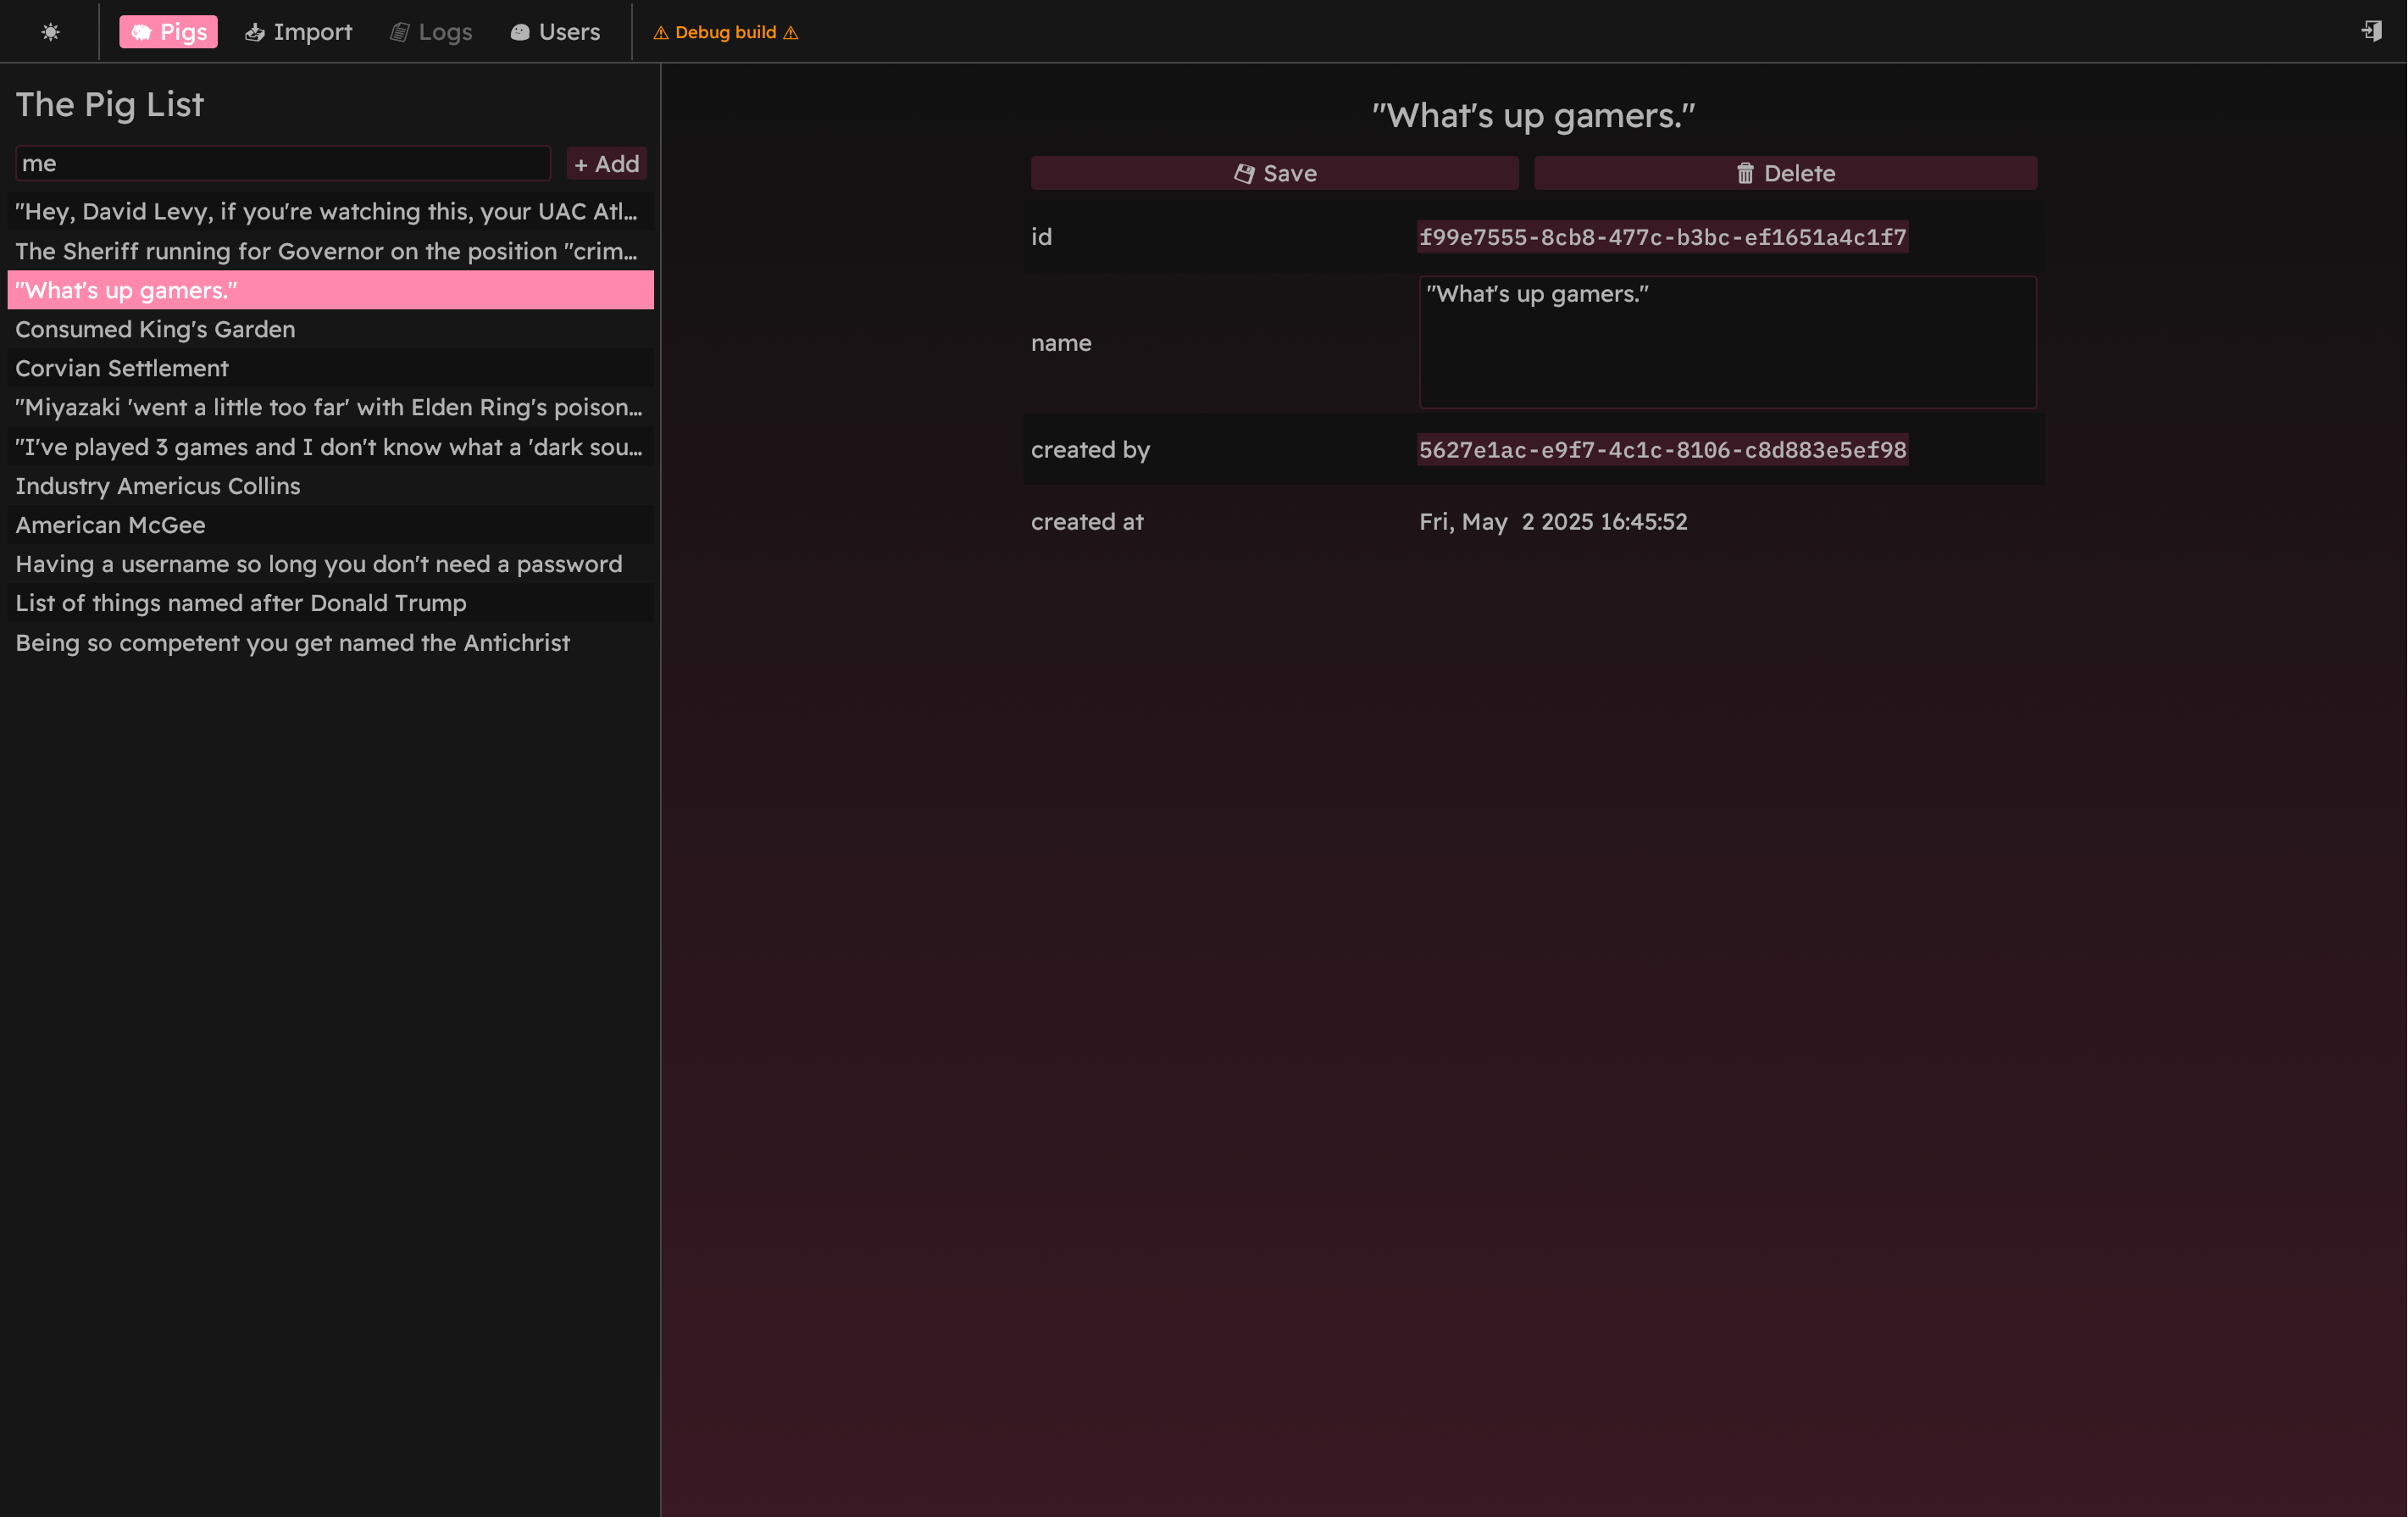 Pigs Import Logs Users ⚠ Debug build ⚠
The Pig List
me + Add
"Hey, David Levy, if you're watching this, your UAC Atl...
The Sheriff running for Governor on the position "crim...
"What's up gamers."
Consumed King's Garden
Corvian Settlement
"Miyazaki 'went a little too far' with Elden Ring's poison...
"I've played 3 games and I don't know what a 'dark sou...
Industry Americus Collins
American McGee
Having a username so long you don't need a password
List of things named after Donald Trump
Being so competent you get named the Antichrist
"What's up gamers."
Save Delete
id f99e7555-8cb8-477c-b3bc-ef1651a4c1f7
name "What's up gamers."
created by 5627e1ac-e9f7-4c1c-8106-c8d883e5ef98
created at Fri, May 2 2025 16:45:52